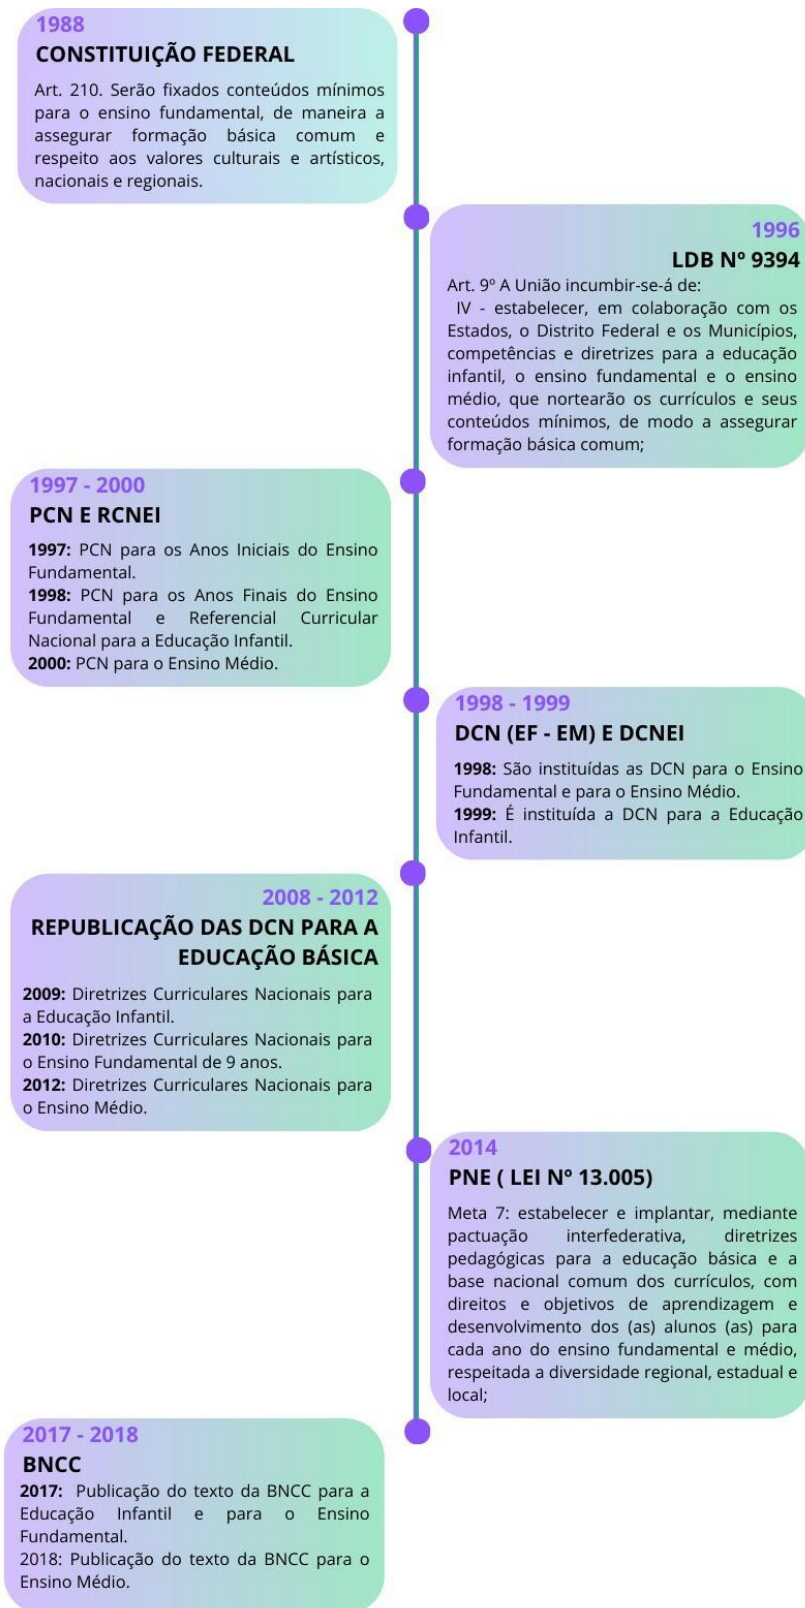 1988
CONSTITUIÇÃO FEDERAL
Art. 210. Serão fixados conteúdos mínimos
para o ensino fundamental, de maneira a
assegurar formação básica comum e
respeito aos valores culturais e artísticos,
nacionais e regionais.
1996
LDB Nº 9394
Art. 9º A União incumbir-se-á de:
IV - estabelecer, em colaboração com os
Estados, o Distrito Federal e os Municípios,
competências e diretrizes para a educação
infantil, o ensino fundamental e o ensino
médio, que nortearão os currículos e seus
conteúdos mínimos, de modo a assegurar
formação básica comum;
1997 - 2000
PCN E RCNEI
1997: PCN para os Anos Iniciais do Ensino
Fundamental.
1998: PCN para os Anos Finais do Ensino
Fundamental e Referencial Curricular
Nacional para a Educação Infantil.
2000: PCN para o Ensino Médio.
1998 - 1999
DCN (EF - EM) E DCNEI
1998: São instituídas as DCN para o Ensino
Fundamental e para o Ensino Médio.
1999: É instituída a DCN para a Educação
Infantil.
2008 - 2012
REPUBLICAÇÃO DAS DCN PARA A
EDUCAÇÃO BÁSICA
2009: Diretrizes Curriculares Nacionais para
a Educação Infantil.
2010: Diretrizes Curriculares Nacionais para
o Ensino Fundamental de 9 anos.
2012: Diretrizes Curriculares Nacionais para
o Ensino Médio.
2014
PNE ( LEI Nº 13.005)
Meta 7: estabelecer e implantar, mediante
pactuação interfederativa, diretrizes
pedagógicas para a educação básica e a
base nacional comum dos currículos, com
direitos e objetivos de aprendizagem e
desenvolvimento dos (as) alunos (as) para
cada ano do ensino fundamental e médio,
respeitada a diversidade regional, estadual e
local;
2017 - 2018
BNCC
2017: Publicação do texto da BNCC para a
Educação Infantil e para o Ensino
Fundamental.
2018: Publicação do texto da BNCC para o
Ensino Médio.